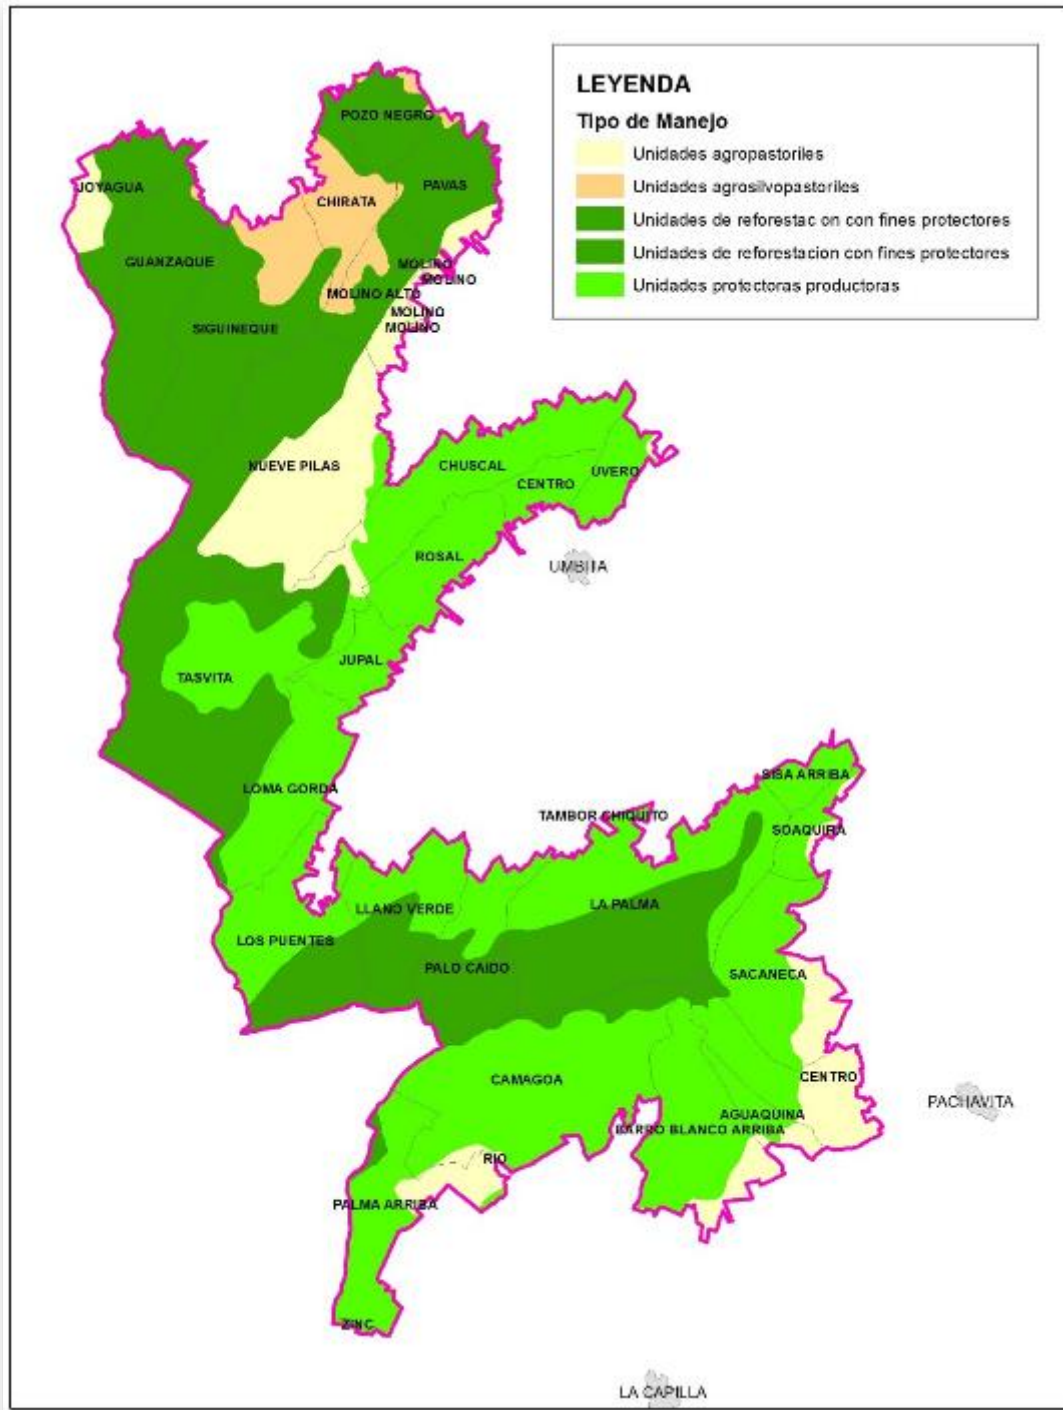 LEYENDA
Tipo de Manejo
Unidades agropastoriles
Unidades agrosilvopastoriles
Unidades de reforestac on con fines protectores
Unidades de reforestacion con fines protectores
Unidades protectoras productoras
POZO NEGRO
JOYAGUA
PAVAS
CHIRATA
GUANZAQUE
MOLINO
MOLINO
MOLINO ALTO
MOLINO
MOLINO
SIGUINEQUE
NUEVE PILAS
CHUSCAL
UVERO
CENTRO
ROSAL
UMBITA
JUPAL
TASVITA
LOMA GORDA
SISA ARRIBA
TAMBOR CHIQUITO
SOAQUIRA
LA PALMA
LLANO VERDE
LOS PUENTES
PALO CAIDO
SACANECA
CAMAGOA
CENTRO
PACHAVITA
AGUAQUINA
BARRO BLANCO ARRIBA
RIO
PALMA ARRIBA
ZINC
LA CAPILLA